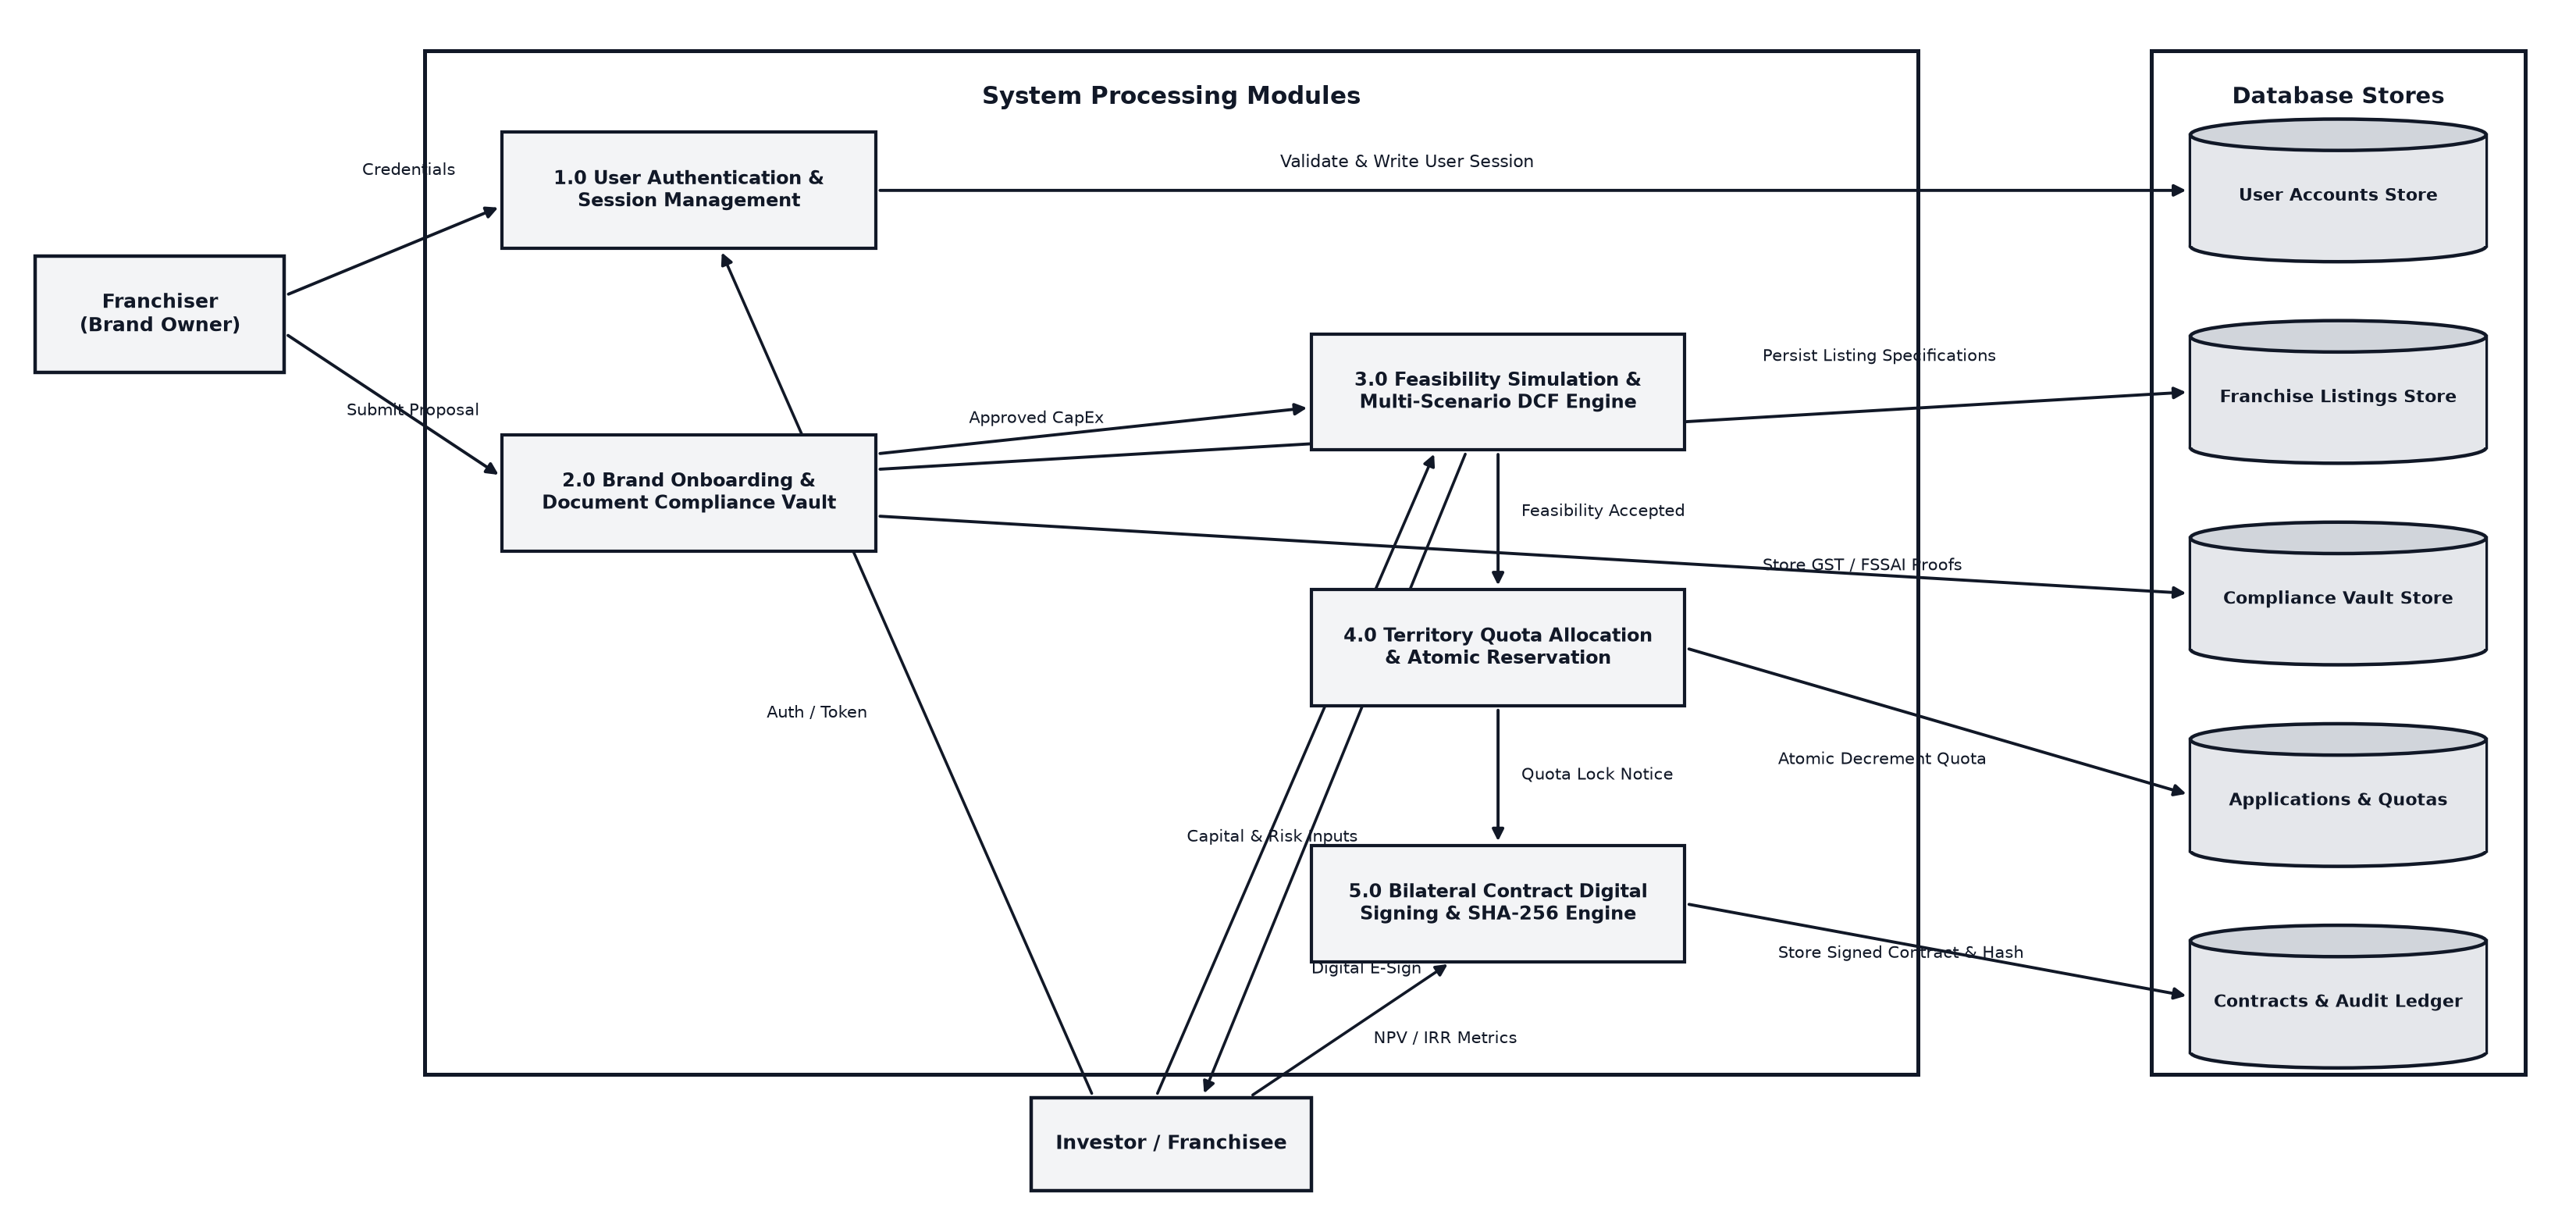 System Processing Modules
Database Stores
Credentials
1.0 User Authentication &
Session Management
Validate & Write User Session
User Accounts Store
Franchiser
(Brand Owner)
Submit Proposal
2.0 Brand Onboarding &
Document Compliance Vault
Approved CapEx
3.0 Feasibility Simulation &
Multi-Scenario DCF Engine
Persist Listing Specifications
Franchise Listings Store
Feasibility Accepted
Store GST / FSSAI Proofs
Compliance Vault Store
4.0 Territory Quota Allocation
& Atomic Reservation
Auth / Token
Quota Lock Notice
Atomic Decrement Quota
Applications & Quotas
Capital & Risk Inputs
5.0 Bilateral Contract Digital
Signing & SHA-256 Engine
Digital E-Sign
Store Signed Contract & Hash
Contracts & Audit Ledger
NPV / IRR Metrics
Investor / Franchisee